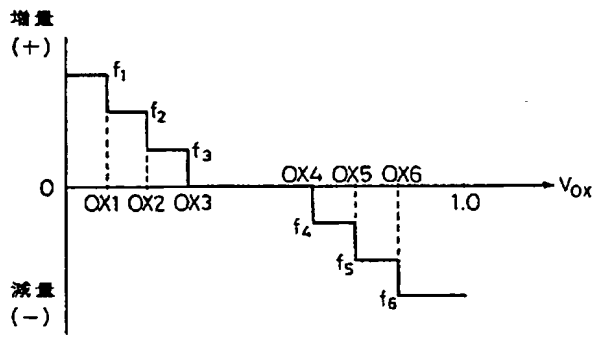 増量
(+)
f1
f2
f3
OX4 OX5 OX6
0
OX1 OX2 OX3
1.0
VOX
f4
f5
f6
減量
(−)